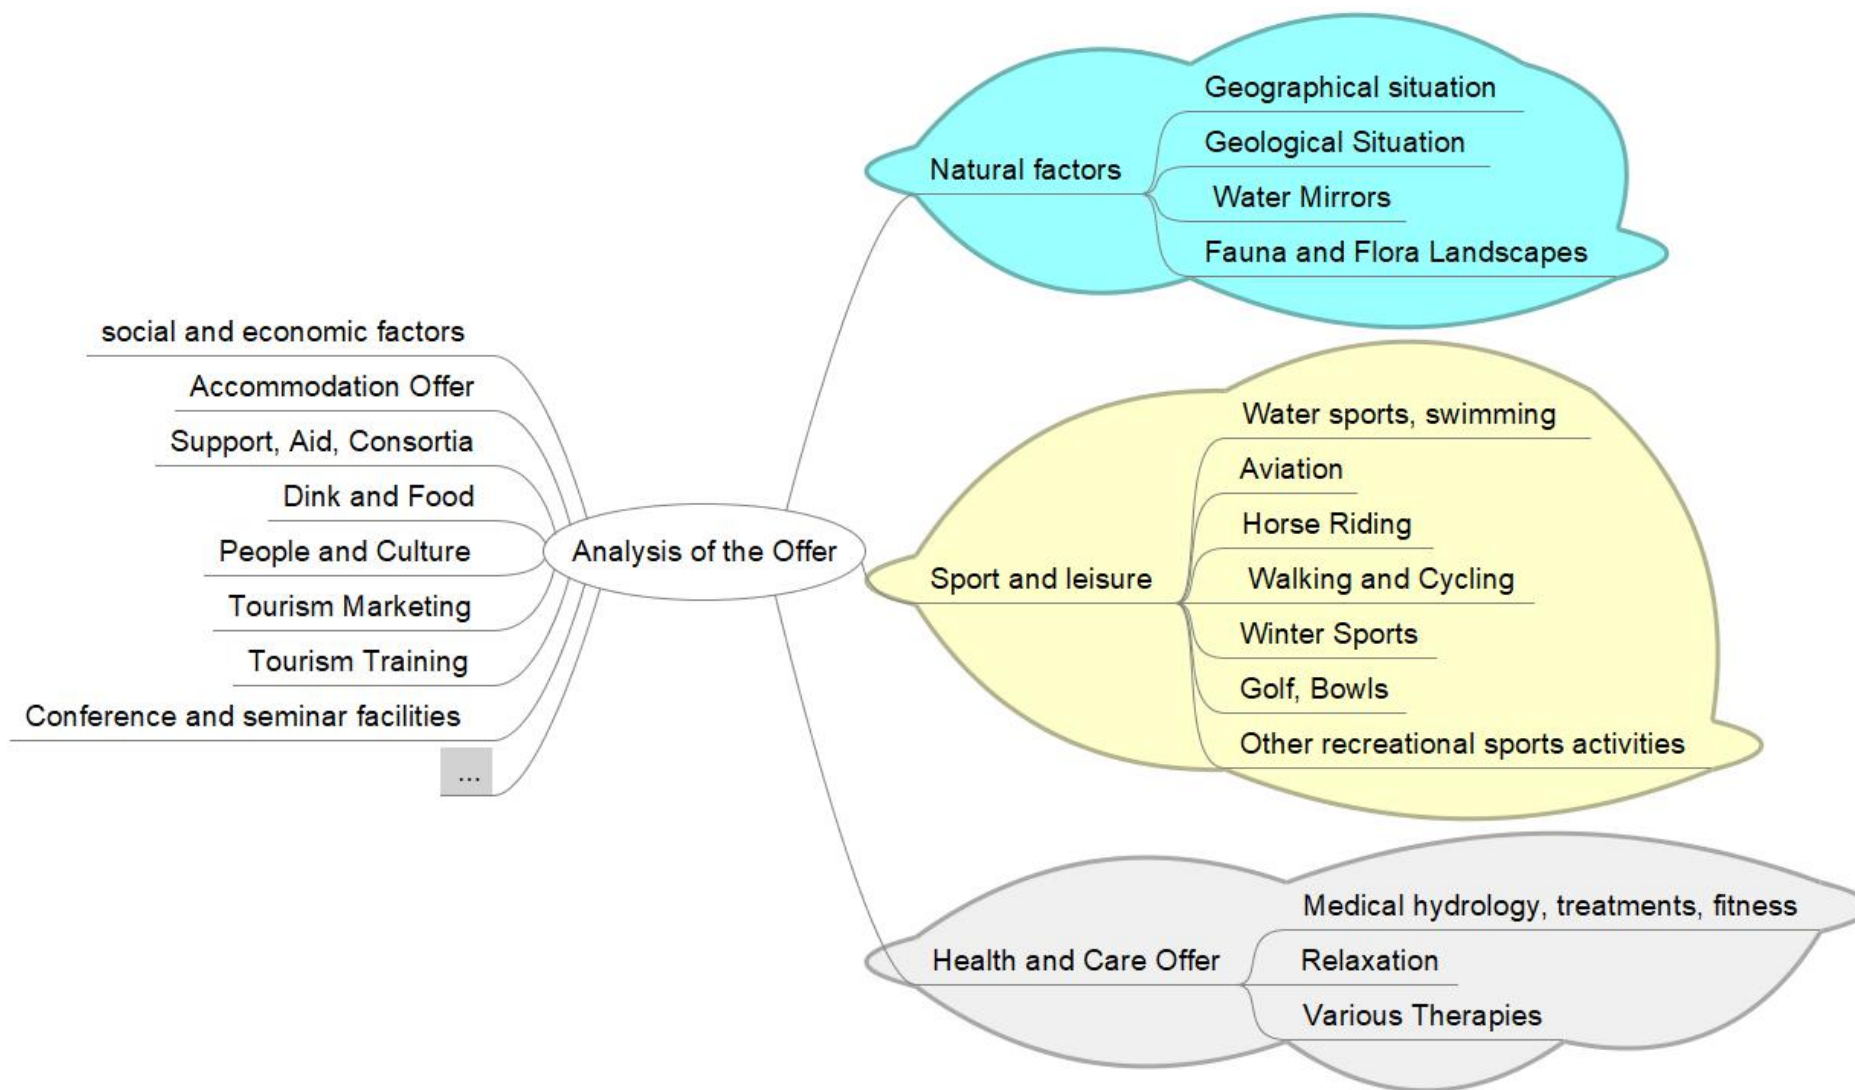 Geographical situation
Geological Situation
Natural factors
Water Mirrors
Fauna and Flora Landscapes
social and economic factors
Accommodation Offer
Support, Aid, Consortia
Dink and Food
People and Culture
Tourism Marketing
Tourism Training
Conference and seminar facilities
...
Analysis of the Offer
Water sports, swimming
Aviation
Horse Riding
Sport and leisure
Walking and Cycling
Winter Sports
Golf, Bowls
Other recreational sports activities
Medical hydrology, treatments, fitness
Health and Care Offer
Relaxation
Various Therapies